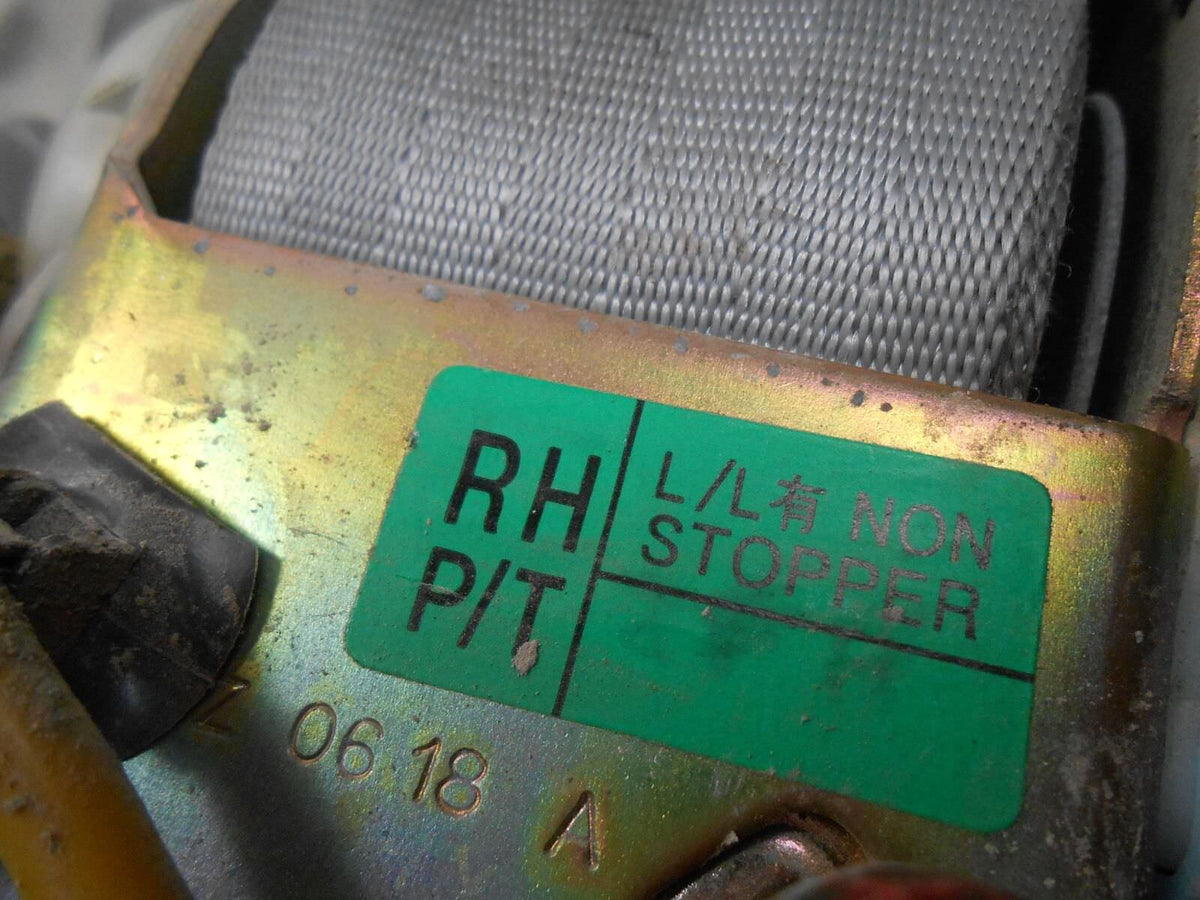 RH
P/T
L/L有 NON
STOPPER
Z 06 18 A